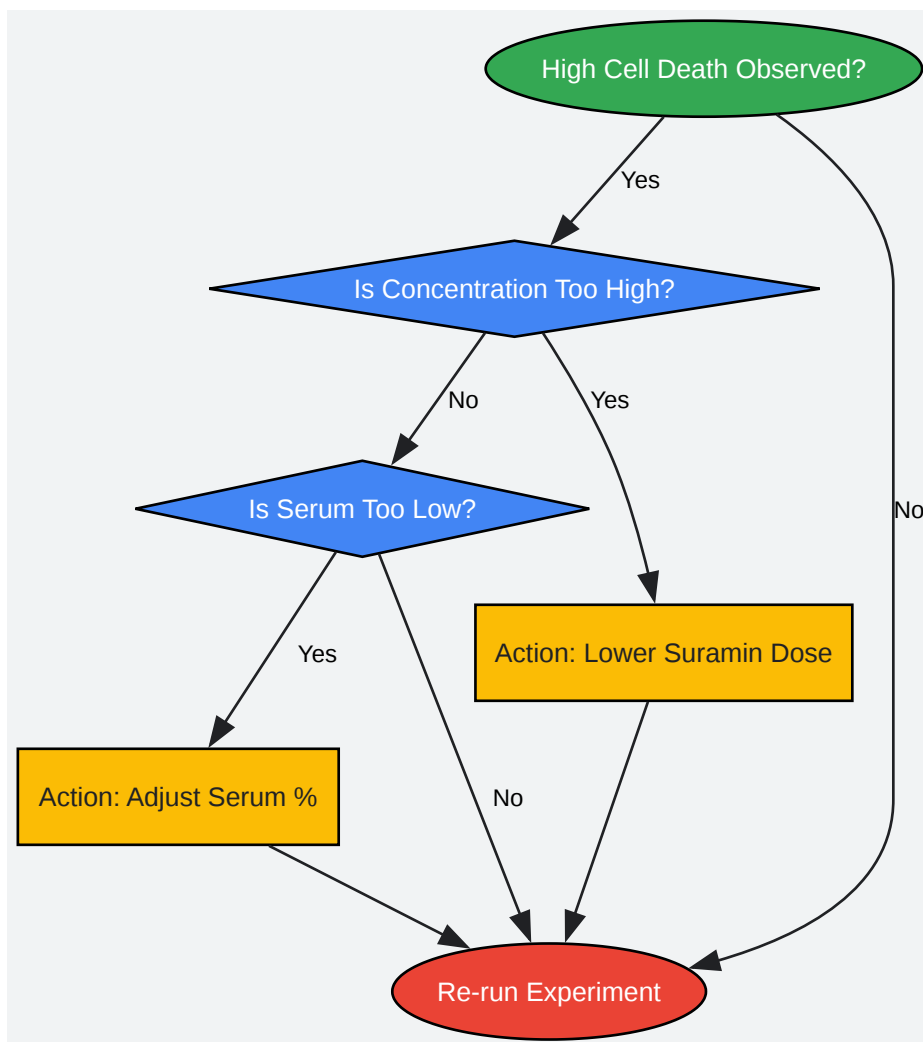 High Cell Death Observed?
Yes
Is Concentration Too High?
No
Yes
Is Serum Too Low?
No
Yes
Action: Lower Suramin Dose
Action: Adjust Serum %
No
Re-run Experiment